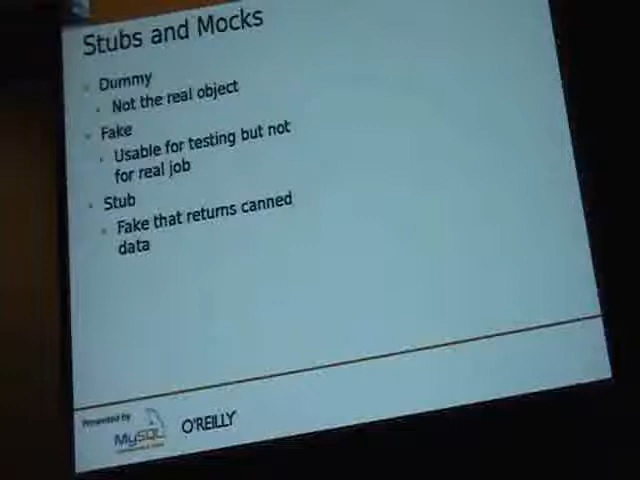 Stubs and Mocks
Dummy
Not the real object
Fake
Usable for testing but not
for real job
Stub
Fake that returns canned
data
Presented by
MySQL
O'REILLY